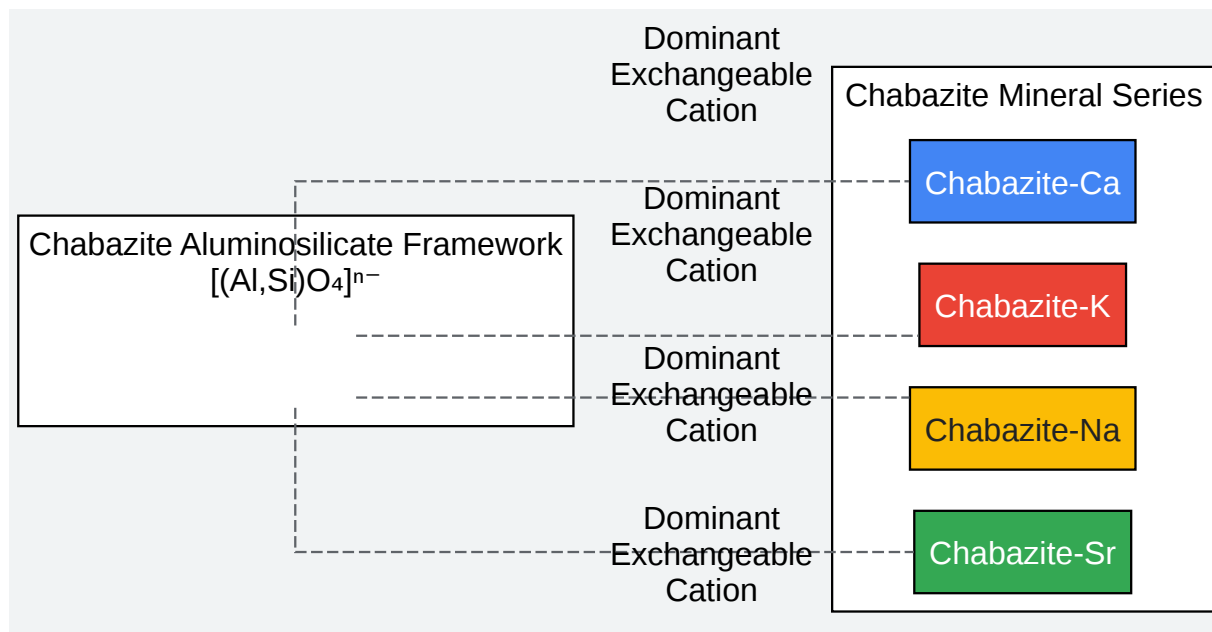 Dominant
Exchangeable
Cation
Chabazite Mineral Series
Chabazite-Ca
Dominant
Exchangeable
Cation
Chabazite Aluminosilicate Framework
[(Al,Si)O₄]ⁿ⁻
Chabazite-K
Dominant
Exchangeable
Cation
Chabazite-Na
Dominant
Exchangeable
Cation
Chabazite-Sr